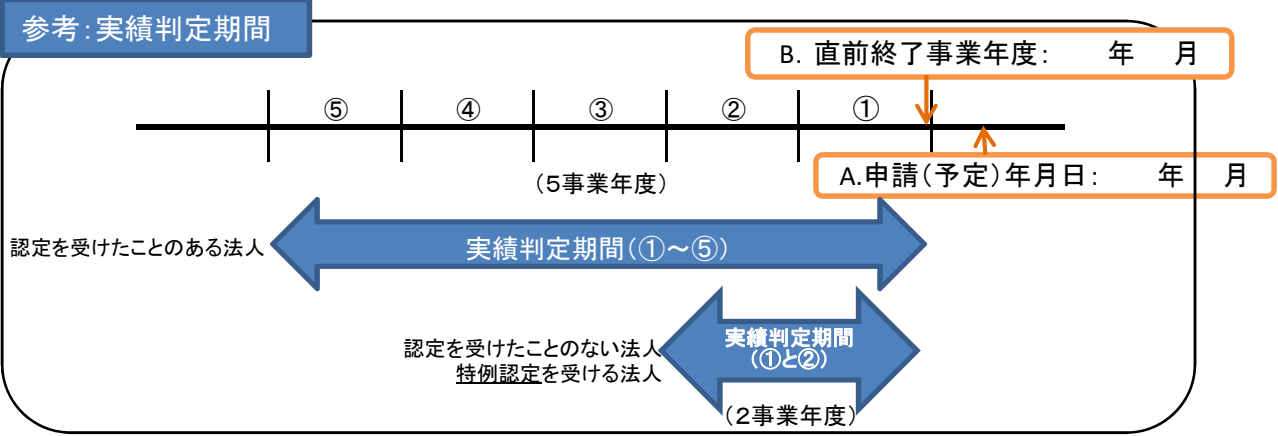 参考：実績判定期間
B. 直前終了事業年度：　　年　月
⑤ ④ ③ ② ①
A.申請（予定）年月日：　　年　月
（５事業年度）
認定を受けたことのある法人
実績判定期間（①～⑤）
認定を受けたことのない法人
特例認定を受ける法人
実績判定期間
（①と②）
（２事業年度）